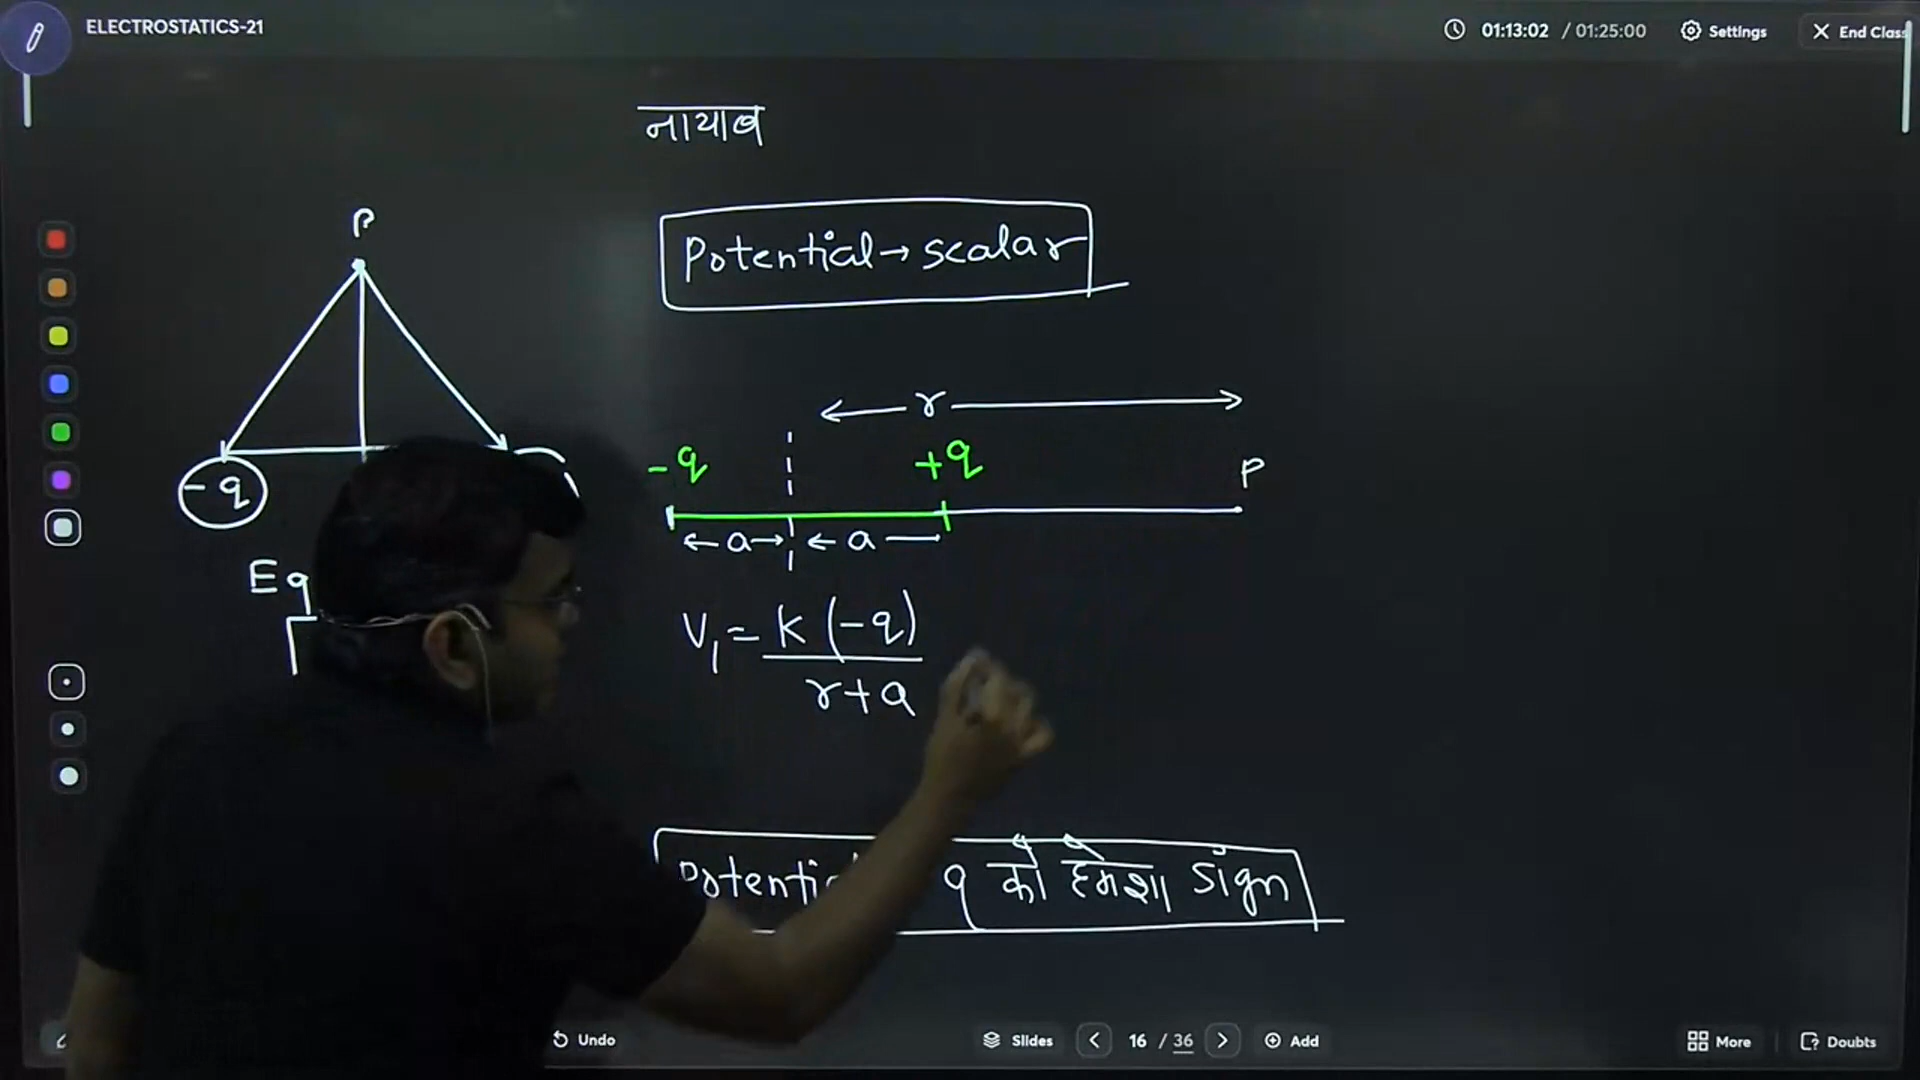 ELECTROSTATICS-21
01:13:02 / 01:25:00
Settings
End Class
नायाब
P
Potential → scalar
r
-q
+q
P
-q
a
a
Eq
V₁ = K (-q)
r+a
q को हमेशा sign
Undo
Slides
16 / 36
Add
More
Doubts